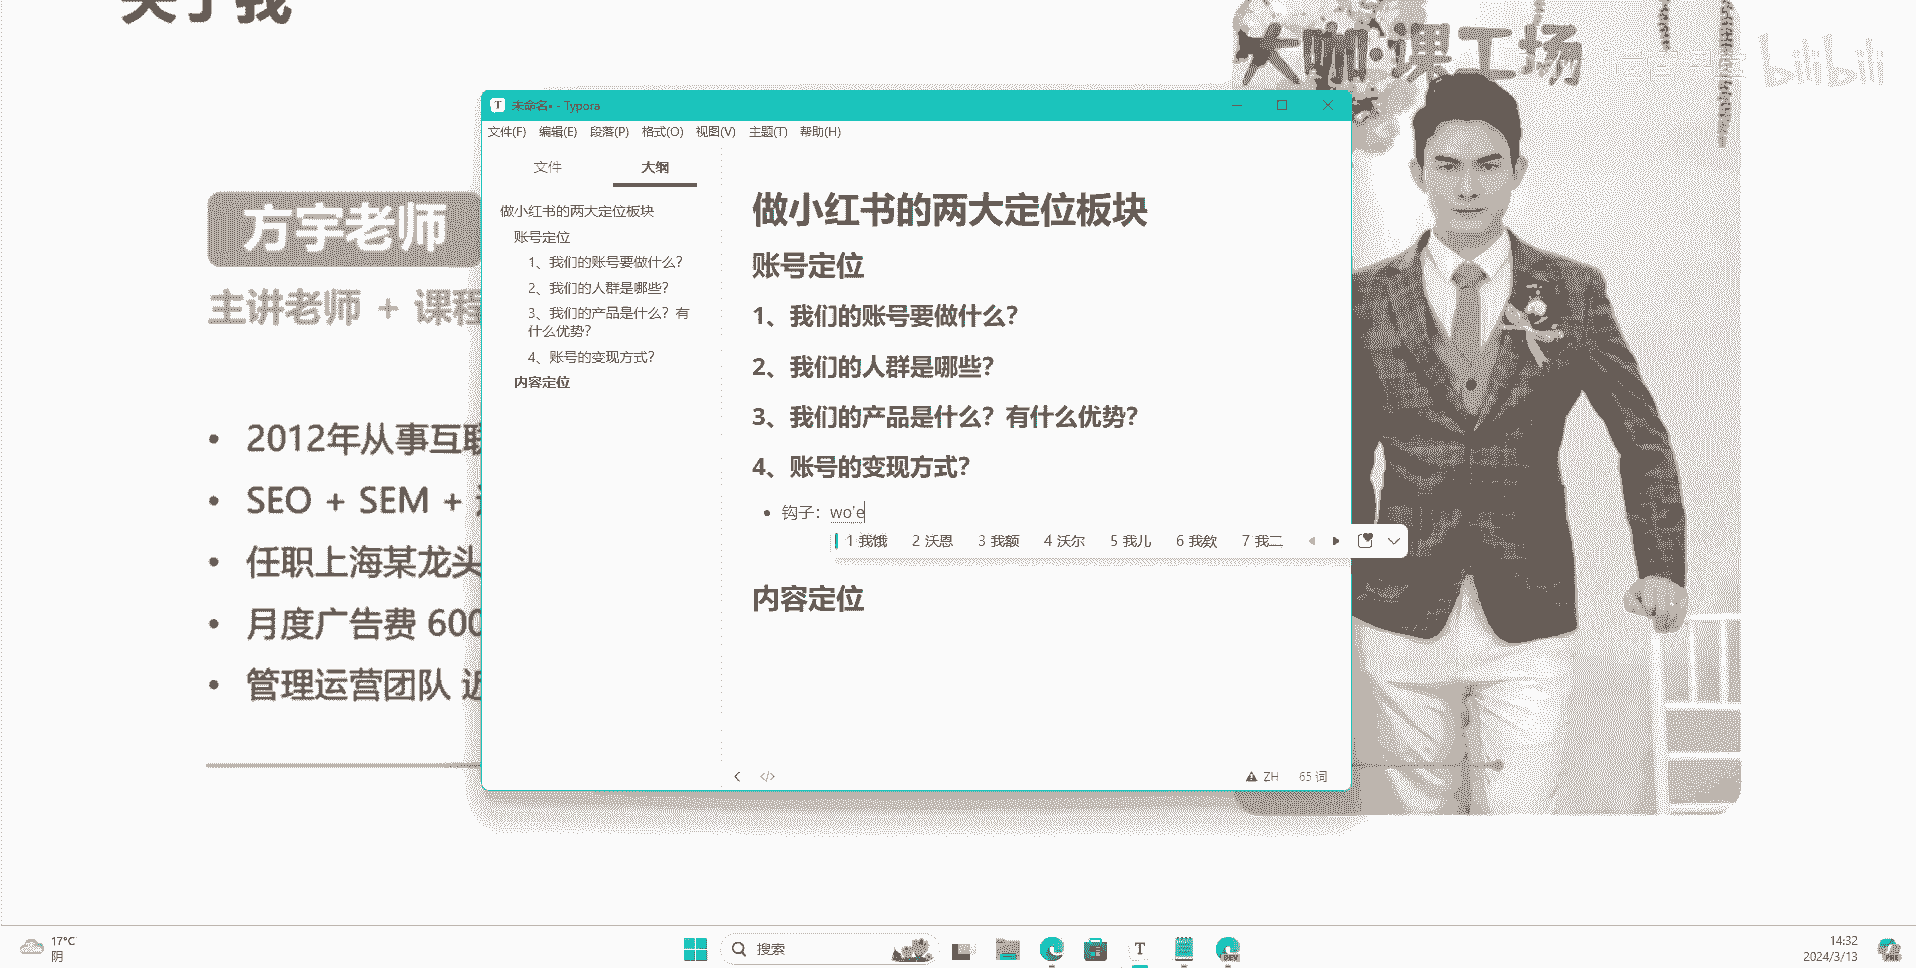 关于我
大咖课工场
bilibili
方宇老师
主讲老师 + 课程
2012年从事互联
SEO + SEM +
任职上海某龙头
月度广告费 600
管理运营团队 近
未命名• - Typora
文件(F) 编辑(E) 段落(P) 格式(O) 视图(V) 主题(T) 帮助(H)
文件 大纲
做小红书的两大定位板块
账号定位
1、我们的账号要做什么？
2、我们的人群是哪些？
3、我们的产品是什么？有
什么优势？
4、账号的变现方式？
内容定位
做小红书的两大定位板块
账号定位
1、我们的账号要做什么？
2、我们的人群是哪些？
3、我们的产品是什么？有什么优势？
4、账号的变现方式？
钩子：wo'e
1 我饿 2 沃恩 3 我额 4 沃尔 5 我儿 6 我欸 7 我二
内容定位
ZH 65 词
17°C
阴
搜索
T
DEV
14:32
2024/3/13
PRE